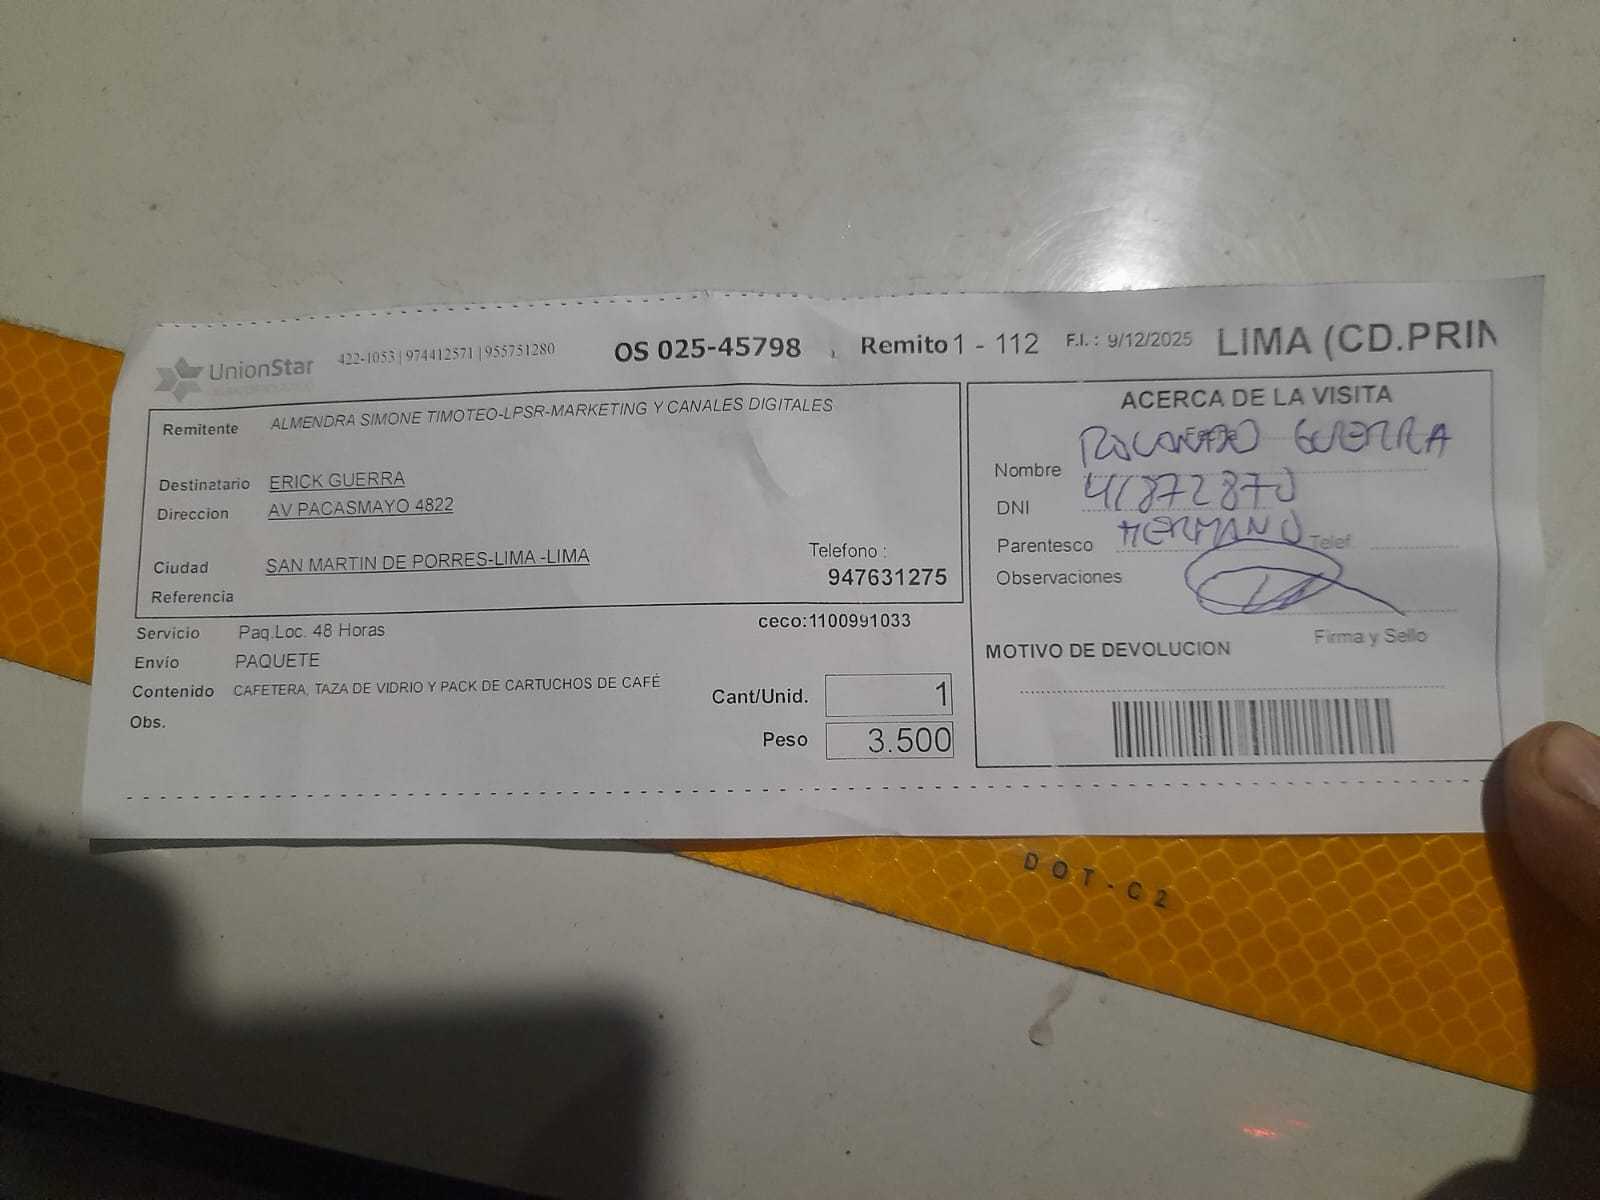 UnionStar 422-1053 | 974412571 | 955751280 OS 025-45798 , Remito 1 - 112 F.I. : 9/12/2025 LIMA (CD.PRIN
Remitente ALMENDRA SIMONE TIMOTEO-LPSR-MARKETING Y CANALES DIGITALES
Destinatario ERICK GUERRA
Direccion AV PACASMAYO 4822
Ciudad SAN MARTIN DE PORRES-LIMA -LIMA
Telefono :
947631275
Referencia
ceco:1100991033
Servicio Paq.Loc. 48 Horas
Envío PAQUETE
Contenido CAFETERA, TAZA DE VIDRIO Y PACK DE CARTUCHOS DE CAFÉ
Obs.
Cant/Unid. 1
Peso 3.500
ACERCA DE LA VISITA
Fecha
Nombre GUERRA
DNI 41872870
Parentesco HERMANO Telef.
Observaciones
Firma y Sello
MOTIVO DE DEVOLUCION
DOT-C2